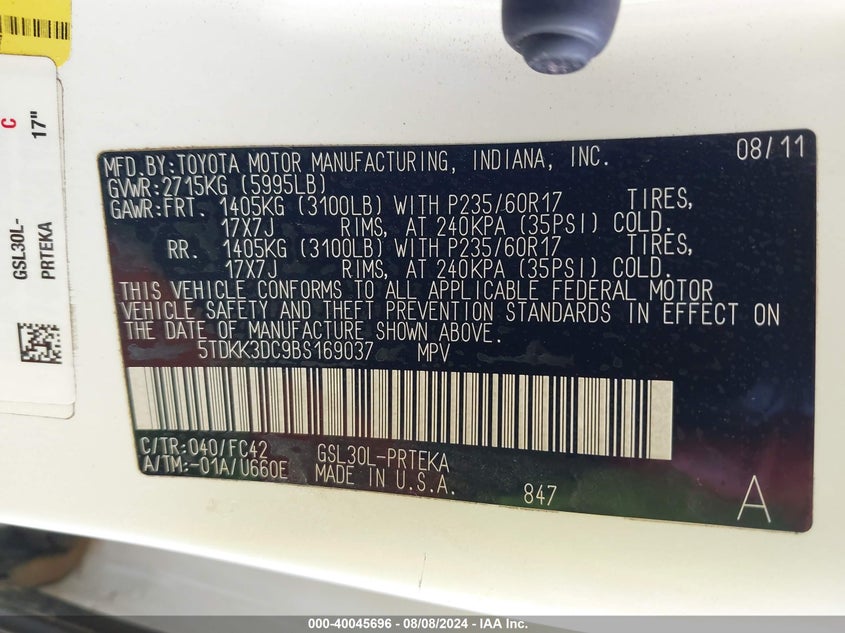 C
17"
GSL30L-
PRTEKA
MFD.BY:TOYOTA MOTOR MANUFACTURING, INDIANA, INC. 08/11
GVWR:2715KG (5995LB)
GAWR:FRT. 1405KG (3100LB) WITH P235/60R17 TIRES,
17X7J RIMS, AT 240KPA (35PSI) COLD.
RR. 1405KG (3100LB) WITH P235/60R17 TIRES,
17X7J RIMS, AT 240KPA (35PSI) COLD.
THIS VEHICLE CONFORMS TO ALL APPLICABLE FEDERAL MOTOR
VEHICLE SAFETY AND THEFT PREVENTION STANDARDS IN EFFECT ON
THE DATE OF MANUFACTURE SHOWN ABOVE.
5TDKK3DC9BS169037 MPV
C/TR:040/FC42 GSL30L-PRTEKA
A/TM:-01A/U660E MADE IN U.S.A. 847 A
000-40045696 - 08/08/2024 - IAA Inc.